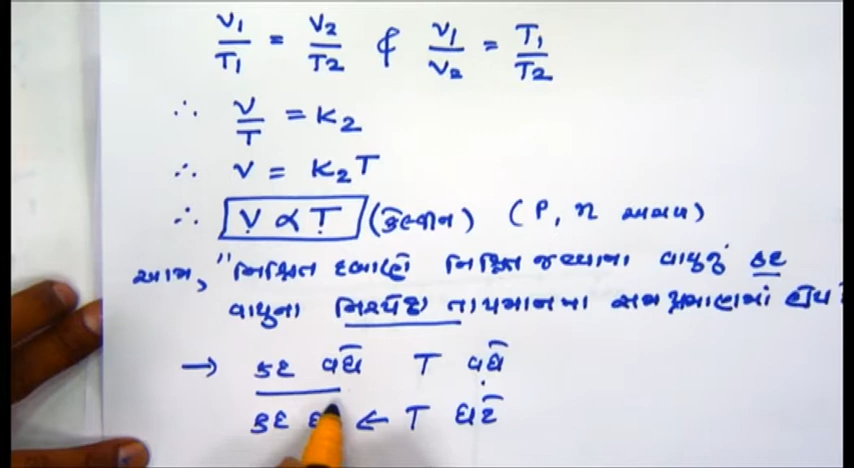 V₁/T₁ = V₂/T2 & V₁/V₂ = T₁/T₂
∴ V/T = K₂
∴ V = K₂T
∴ V ∝ T (કેલ્વીન) (P, n અચળ)
આમ, "નિશ્ચિત દબાણે નિશ્ચિત જથ્થાના વાયુનું કદ
વાયુના નિરપેક્ષ તાપમાનના સમપ્રમાણમાં હોય
→ કદ વધે T વધે
કદ ઘ ← T ઘટે